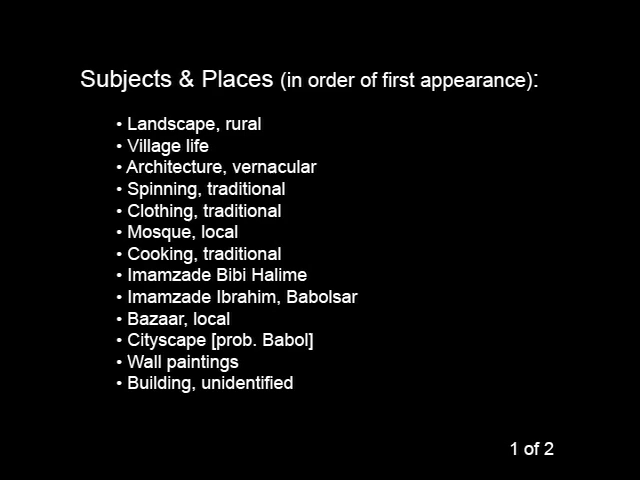 Subjects & Places (in order of first appearance):
• Landscape, rural
• Village life
• Architecture, vernacular
• Spinning, traditional
• Clothing, traditional
• Mosque, local
• Cooking, traditional
• Imamzade Bibi Halime
• Imamzade Ibrahim, Babolsar
• Bazaar, local
• Cityscape [prob. Babol]
• Wall paintings
• Building, unidentified
1 of 2